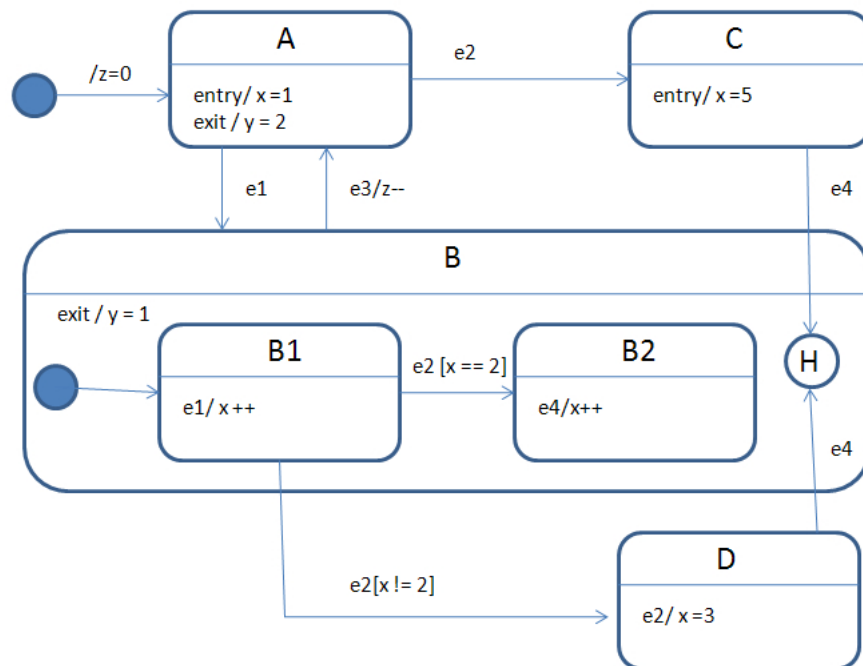 A
C
/z=0
e2
entry/ x =1
exit / y = 2
entry/ x =5
e1
e3/z--
e4
B
exit / y = 1
B1
B2
e2 [x == 2]
H
e1/ x ++
e4/x++
e4
D
e2[x != 2]
e2/ x =3